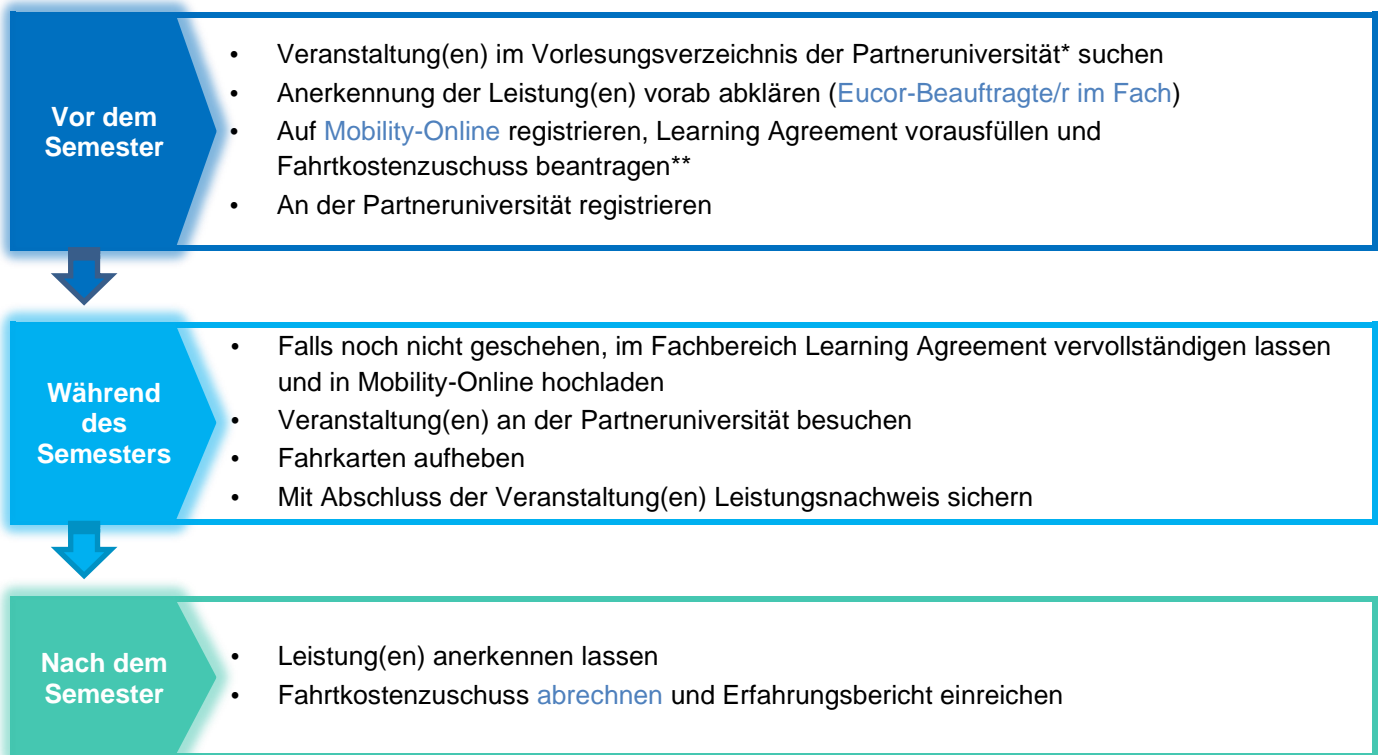 Vor dem
Semester
• Veranstaltung(en) im Vorlesungsverzeichnis der Partneruniversität* suchen
• Anerkennung der Leistung(en) vorab abklären (Eucor-Beauftragte/r im Fach)
• Auf Mobility-Online registrieren, Learning Agreement vorausfüllen und
Fahrtkostenzuschuss beantragen**
• An der Partneruniversität registrieren
Während
des
Semesters
• Falls noch nicht geschehen, im Fachbereich Learning Agreement vervollständigen lassen
und in Mobility-Online hochladen
• Veranstaltung(en) an der Partneruniversität besuchen
• Fahrkarten aufheben
• Mit Abschluss der Veranstaltung(en) Leistungsnachweis sichern
Nach dem
Semester
• Leistung(en) anerkennen lassen
• Fahrtkostenzuschuss abrechnen und Erfahrungsbericht einreichen